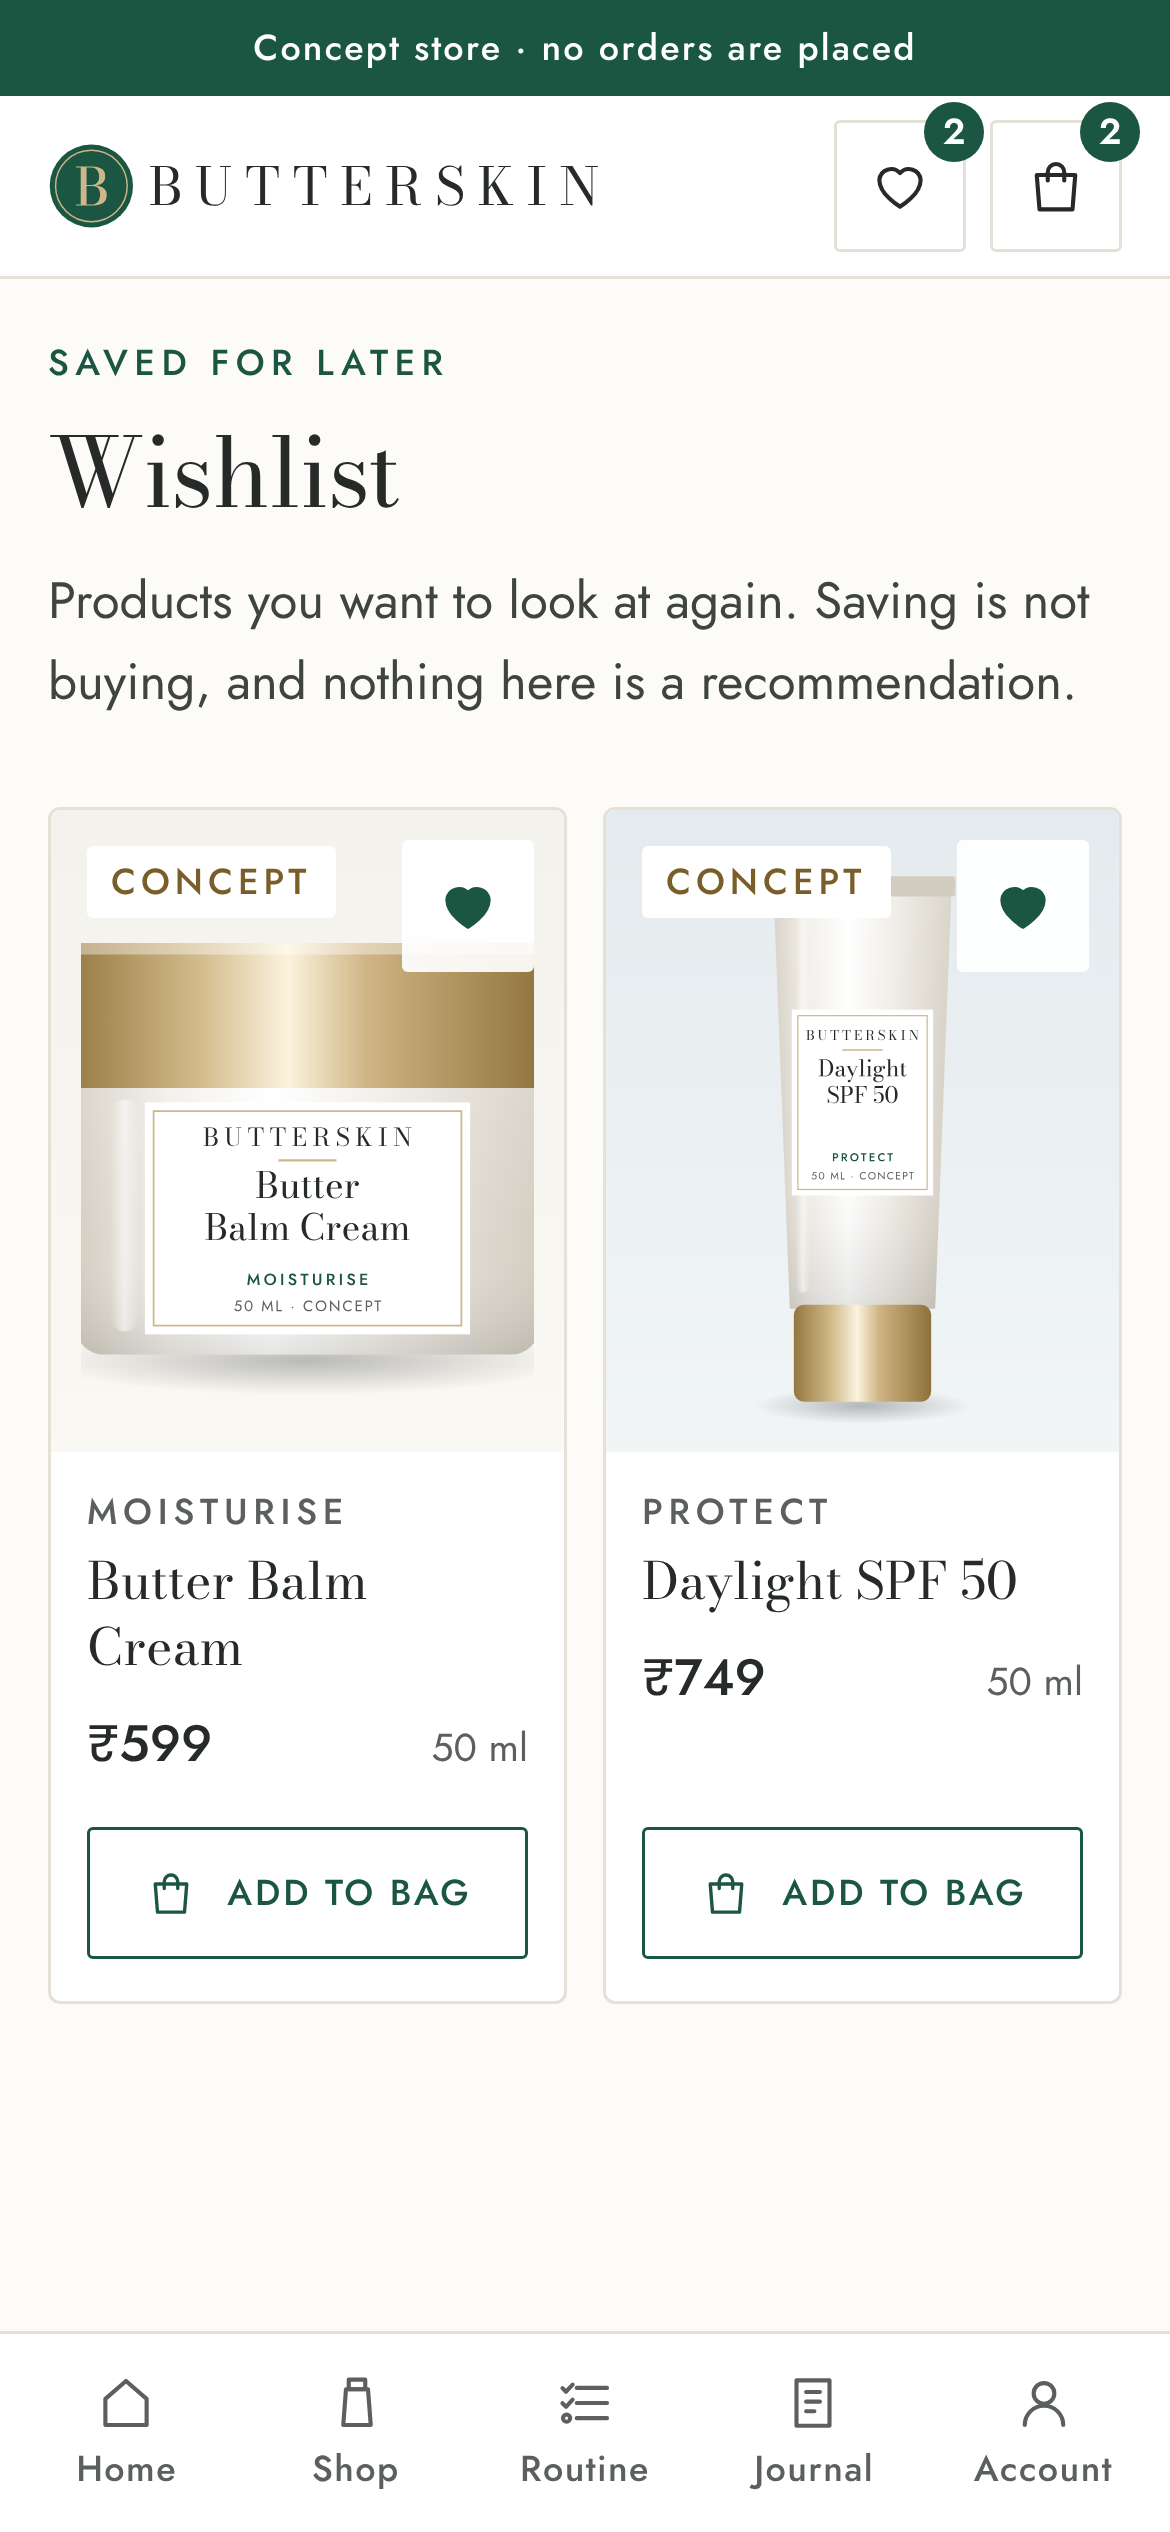 Concept store · no orders are placed
B BUTTERSKIN
2
2
SAVED FOR LATER
Wishlist
Products you want to look at again. Saving is not
buying, and nothing here is a recommendation.
CONCEPT
BUTTERSKIN
Butter
Balm Cream
MOISTURISE
50 ML · CONCEPT
MOISTURISE
Butter Balm
Cream
₹599
50 ml
ADD TO BAG
CONCEPT
BUTTERSKIN
Daylight
SPF 50
PROTECT
50 ML · CONCEPT
PROTECT
Daylight SPF 50
₹749
50 ml
ADD TO BAG
Home
Shop
Routine
Journal
Account